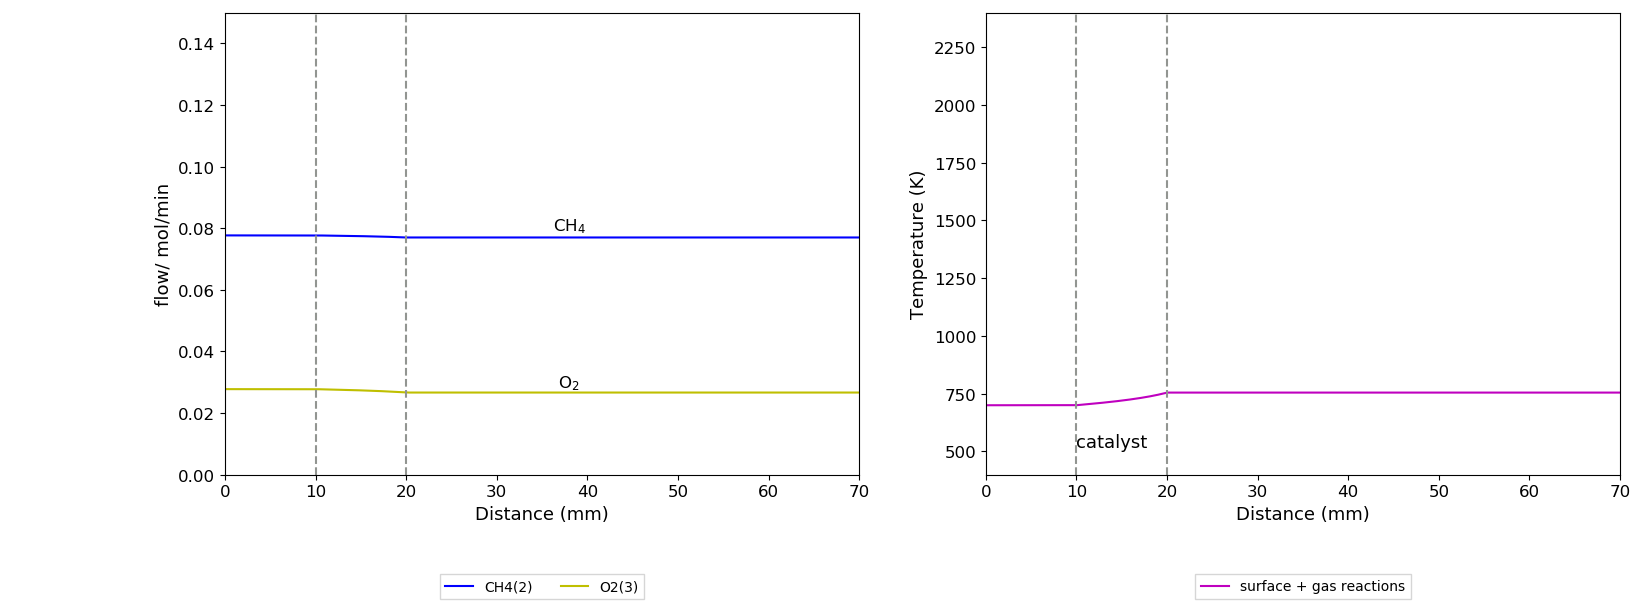 0.14
0.12
0.10
0.08
0.06
0.04
0.02
0.00
flow/ mol/min
CH₄
O₂
0 10 20 30 40 50 60 70
Distance (mm)
CH4(2) O2(3)
2250
2000
1750
1500
1250
1000
750
500
Temperature (K)
catalyst
0 10 20 30 40 50 60 70
Distance (mm)
surface + gas reactions